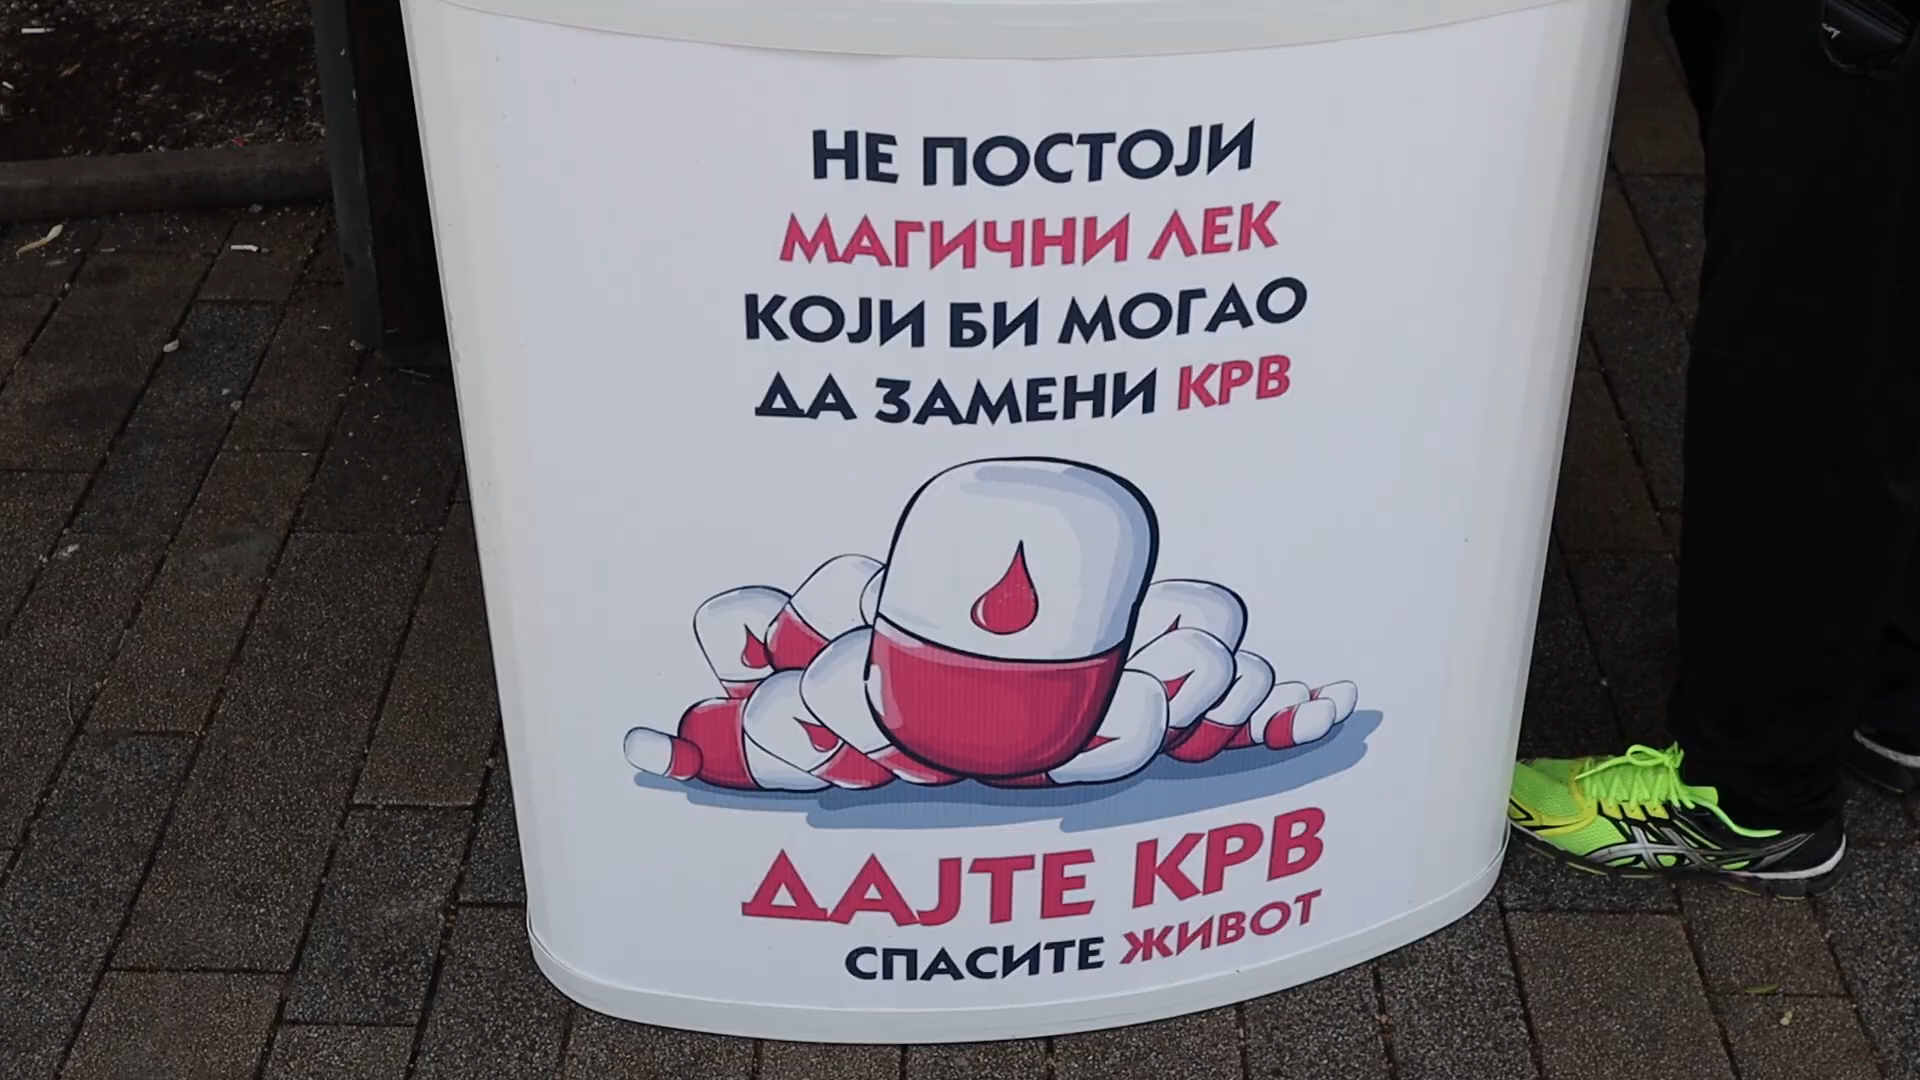 НЕ ПОСТОЈИ
МАГИЧНИ ЛЕК
КОЈИ БИ МОГАО
ДА ЗАМЕНИ КРВ
ДАЈТЕ КРВ
СПАСИТЕ ЖИВОТ